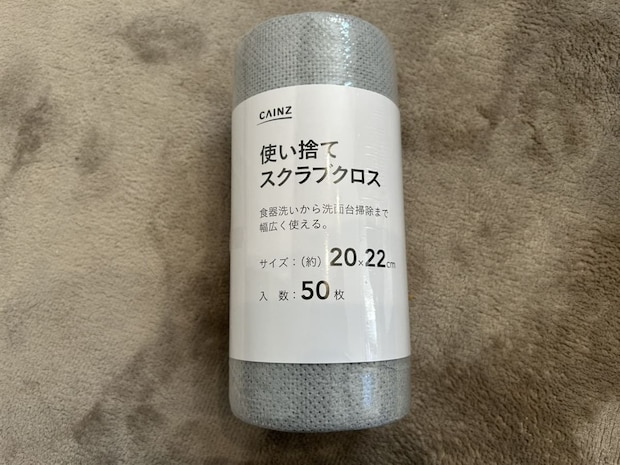 CAINZ
使い捨て
スクラブクロス
食器洗いから洗面台掃除まで
幅広く使える。
サイズ：（約）20×22cm
入 数：50枚